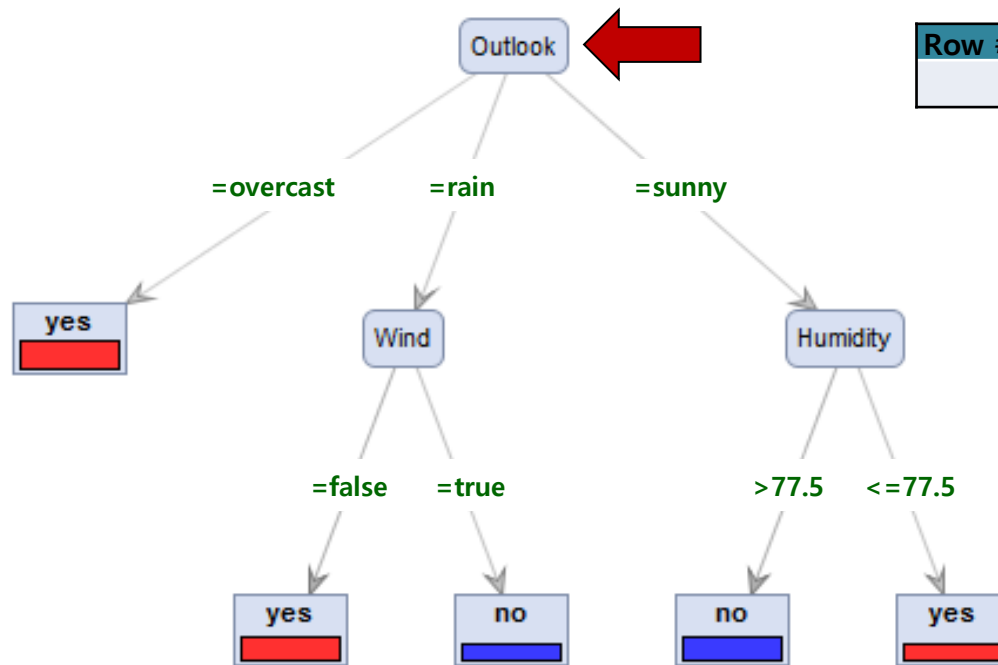 Outlook
Row #
=overcast =rain =sunny
yes
Wind
Humidity
=false =true >77.5 <=77.5
yes no no yes